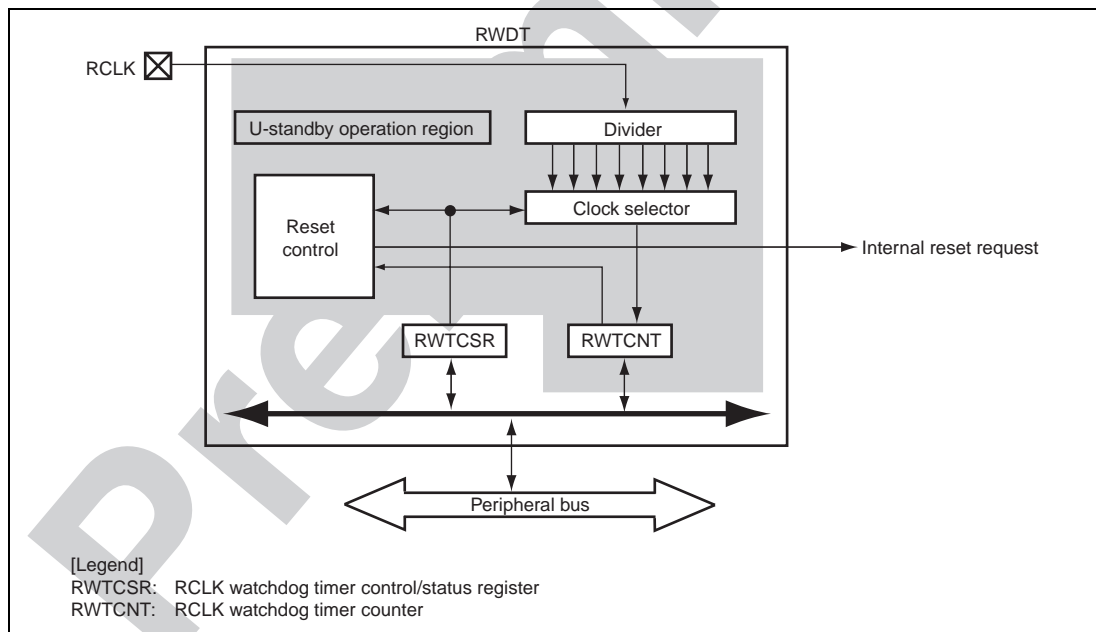 RWDT
RCLK
U-standby operation region
Divider
Clock selector
Reset
control
Internal reset request
RWTCSR
RWTCNT
Peripheral bus
[Legend]
RWTCSR: RCLK watchdog timer control/status register
RWTCNT: RCLK watchdog timer counter